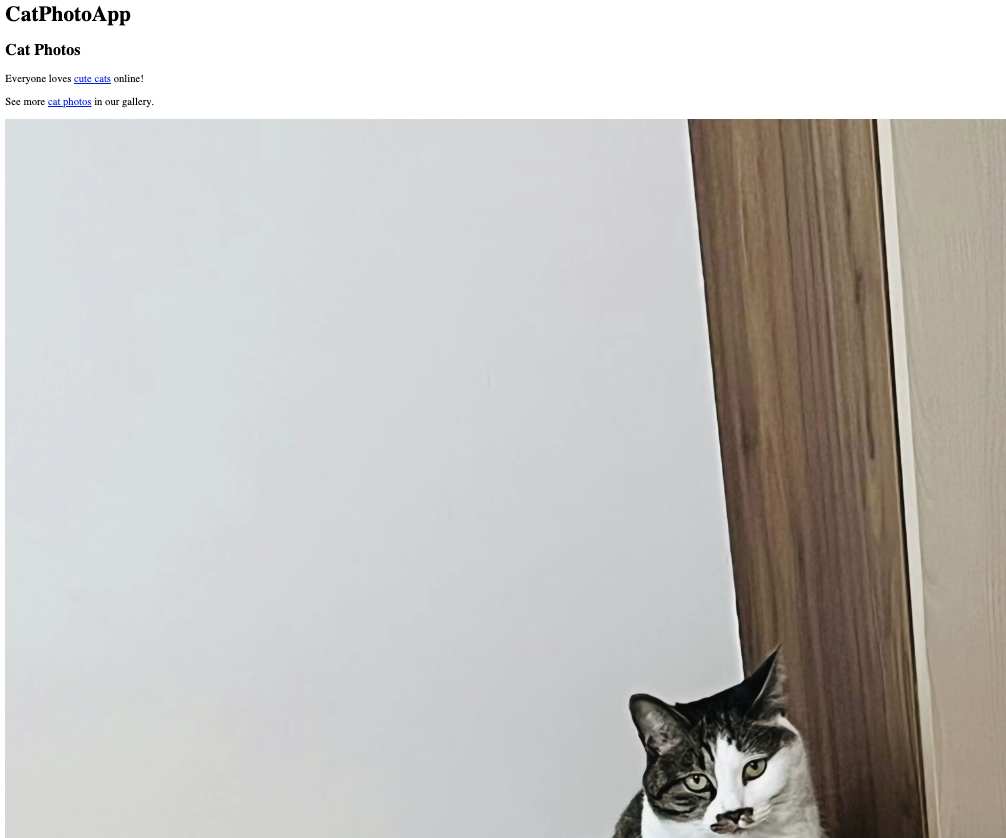 CatPhotoApp
Cat Photos
Everyone loves cute cats online!
See more cat photos in our gallery.